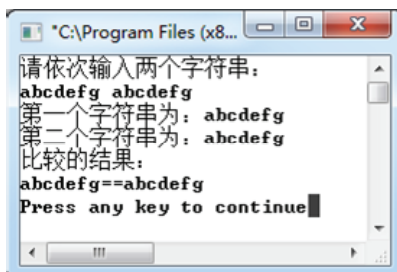 "C:\Program Files (x8...
请依次输入两个字符串：
abcdefg abcdefg
第一个字符串为：abcdefg
第二个字符串为：abcdefg
比较的结果：
abcdefg==abcdefg
Press any key to continue